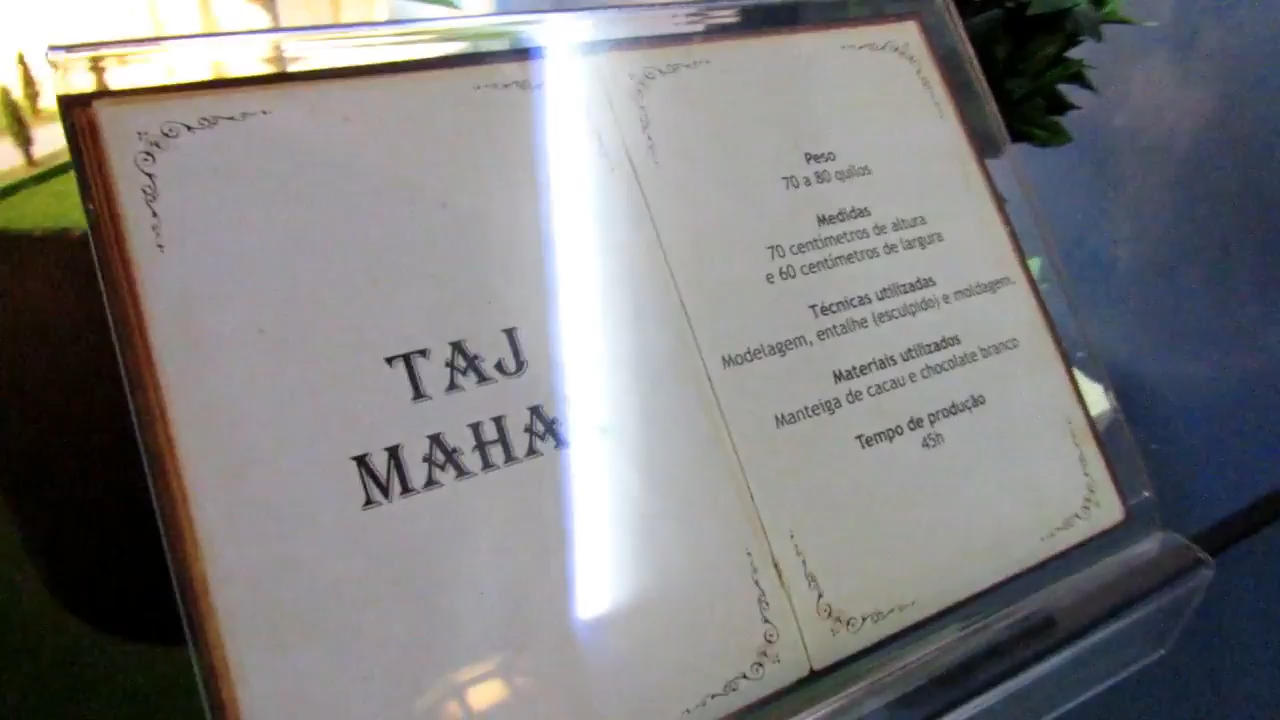 TAJ
MAHA
Peso
70 a 80 quilos
Medidas
70 centímetros de altura
e 60 centímetros de largura
Técnicas utilizadas
Modelagem, entalhe (esculpido) e moldagem.
Materiais utilizados
Manteiga de cacau e chocolate branco
Tempo de produção
45h